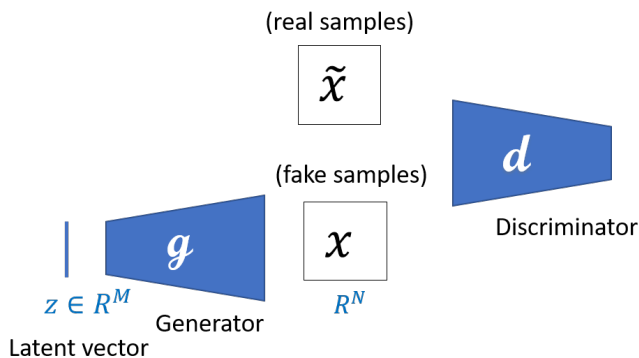 (real samples)
x̃
d
(fake samples)
Discriminator
g
x
z ∈ R^M
R^N
Generator
Latent vector